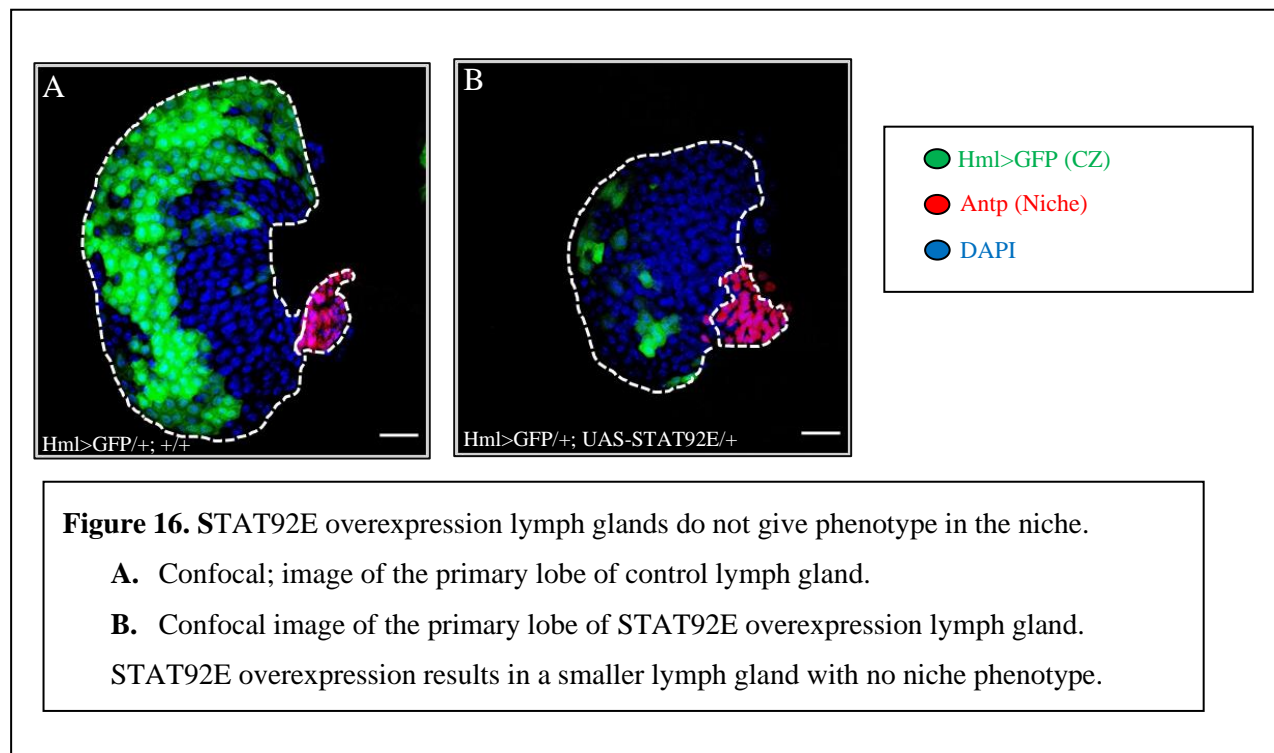 A
Hml>GFP/+; +/+
B
Hml>GFP/+; UAS-STAT92E/+
Hml>GFP (CZ)
Antp (Niche)
DAPI
Figure 16. STAT92E overexpression lymph glands do not give phenotype in the niche.
A. Confocal; image of the primary lobe of control lymph gland.
B. Confocal image of the primary lobe of STAT92E overexpression lymph gland.
STAT92E overexpression results in a smaller lymph gland with no niche phenotype.